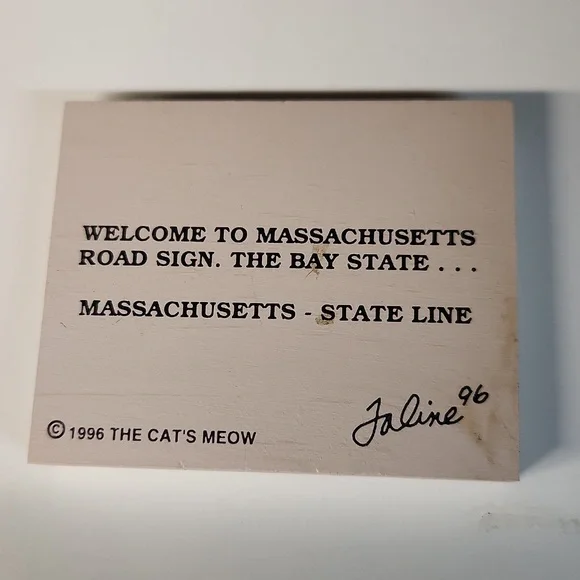 WELCOME TO MASSACHUSETTS
ROAD SIGN. THE BAY STATE . . .
MASSACHUSETTS - STATE LINE
Faline 96
© 1996 THE CAT'S MEOW